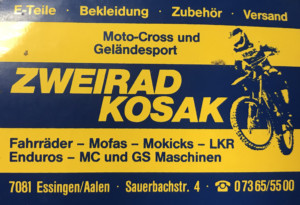 E-Teile · Bekleidung · Zubehör · Versand
Moto-Cross und
Geländesport
ZWEIRAD
KOSAK
Fahrräder – Mofas – Mokicks – LKR
Enduros – MC und GS Maschinen
7081 Essingen/Aalen · Sauerbachstr. 4 · ☎ 07365/5500